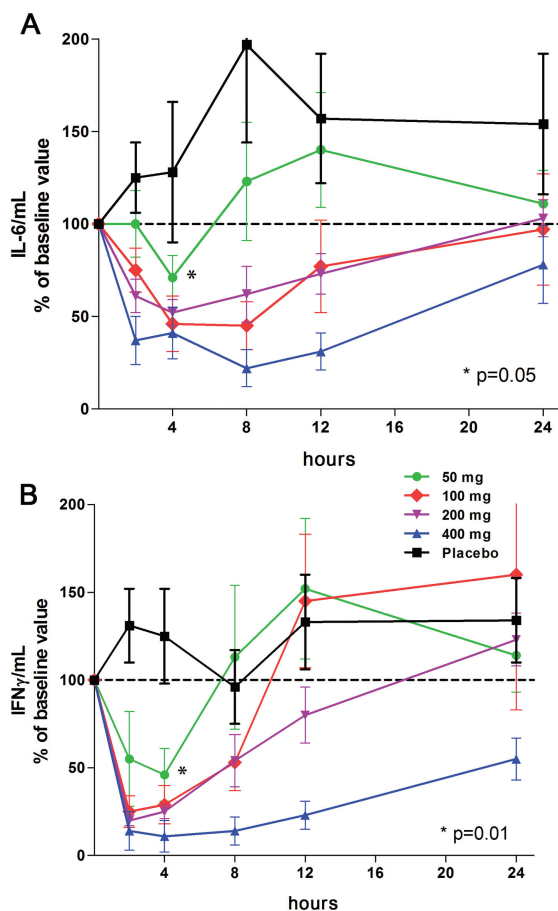 A
200
150
100
50
0
IL-6/mL
% of baseline value
*
* p=0.05
4 8 12 16 20 24
hours
50 mg
100 mg
200 mg
400 mg
Placebo
B
200
150
100
50
0
IFNγ/mL
% of baseline value
*
* p=0.01
4 8 12 16 20 24
hours